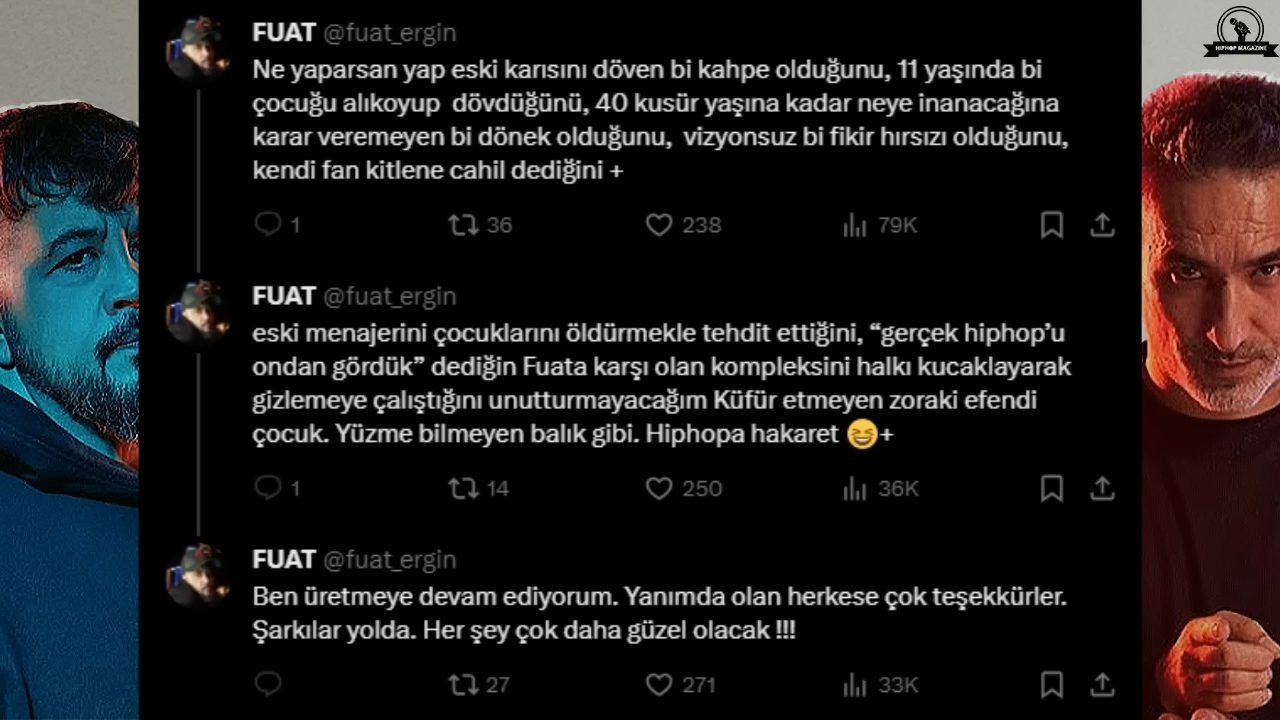 HIPHOP MAGAZINE
FUAT @fuat_ergin
Ne yaparsan yap eski karısını döven bi kahpe olduğunu, 11 yaşında bi
çocuğu alıkoyup dövdüğünü, 40 kusür yaşına kadar neye inanacağına
karar veremeyen bi dönek olduğunu, vizyonsuz bi fikir hırsızı olduğunu,
kendi fan kitlene cahil dediğini +
1 36 238 79K
FUAT @fuat_ergin
eski menajerini çocuklarını öldürmekle tehdit ettiğini, “gerçek hiphop’u
ondan gördük” dediğin Fuata karşı olan kompleksini halkı kucaklayarak
gizlemeye çalıştığını unutturmayacağım Küfür etmeyen zoraki efendi
çocuk. Yüzme bilmeyen balık gibi. Hiphopa hakaret 😆+
1 14 250 36K
FUAT @fuat_ergin
Ben üretmeye devam ediyorum. Yanımda olan herkese çok teşekkürler.
Şarkılar yolda. Her şey çok daha güzel olacak !!!
27 271 33K